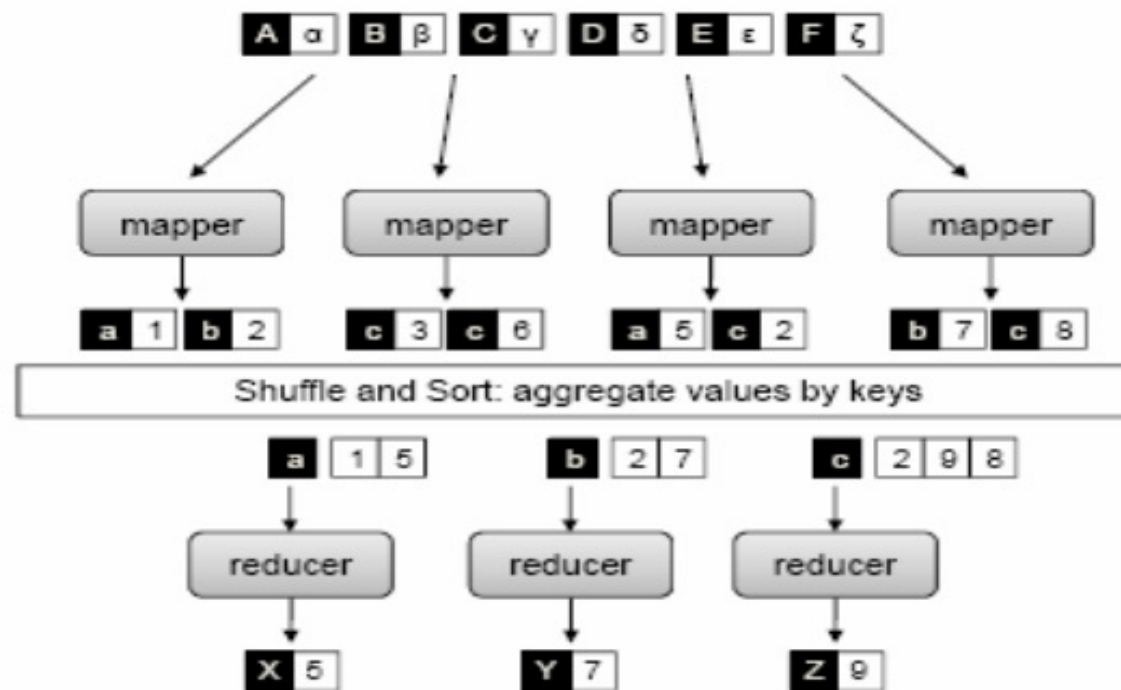 A α B β C γ D δ E ε F ζ
mapper mapper mapper mapper
a 1 b 2 c 3 c 6 a 5 c 2 b 7 c 8
Shuffle and Sort: aggregate values by keys
a 1 5 b 2 7 c 2 9 8
reducer reducer reducer
X 5 Y 7 Z 9